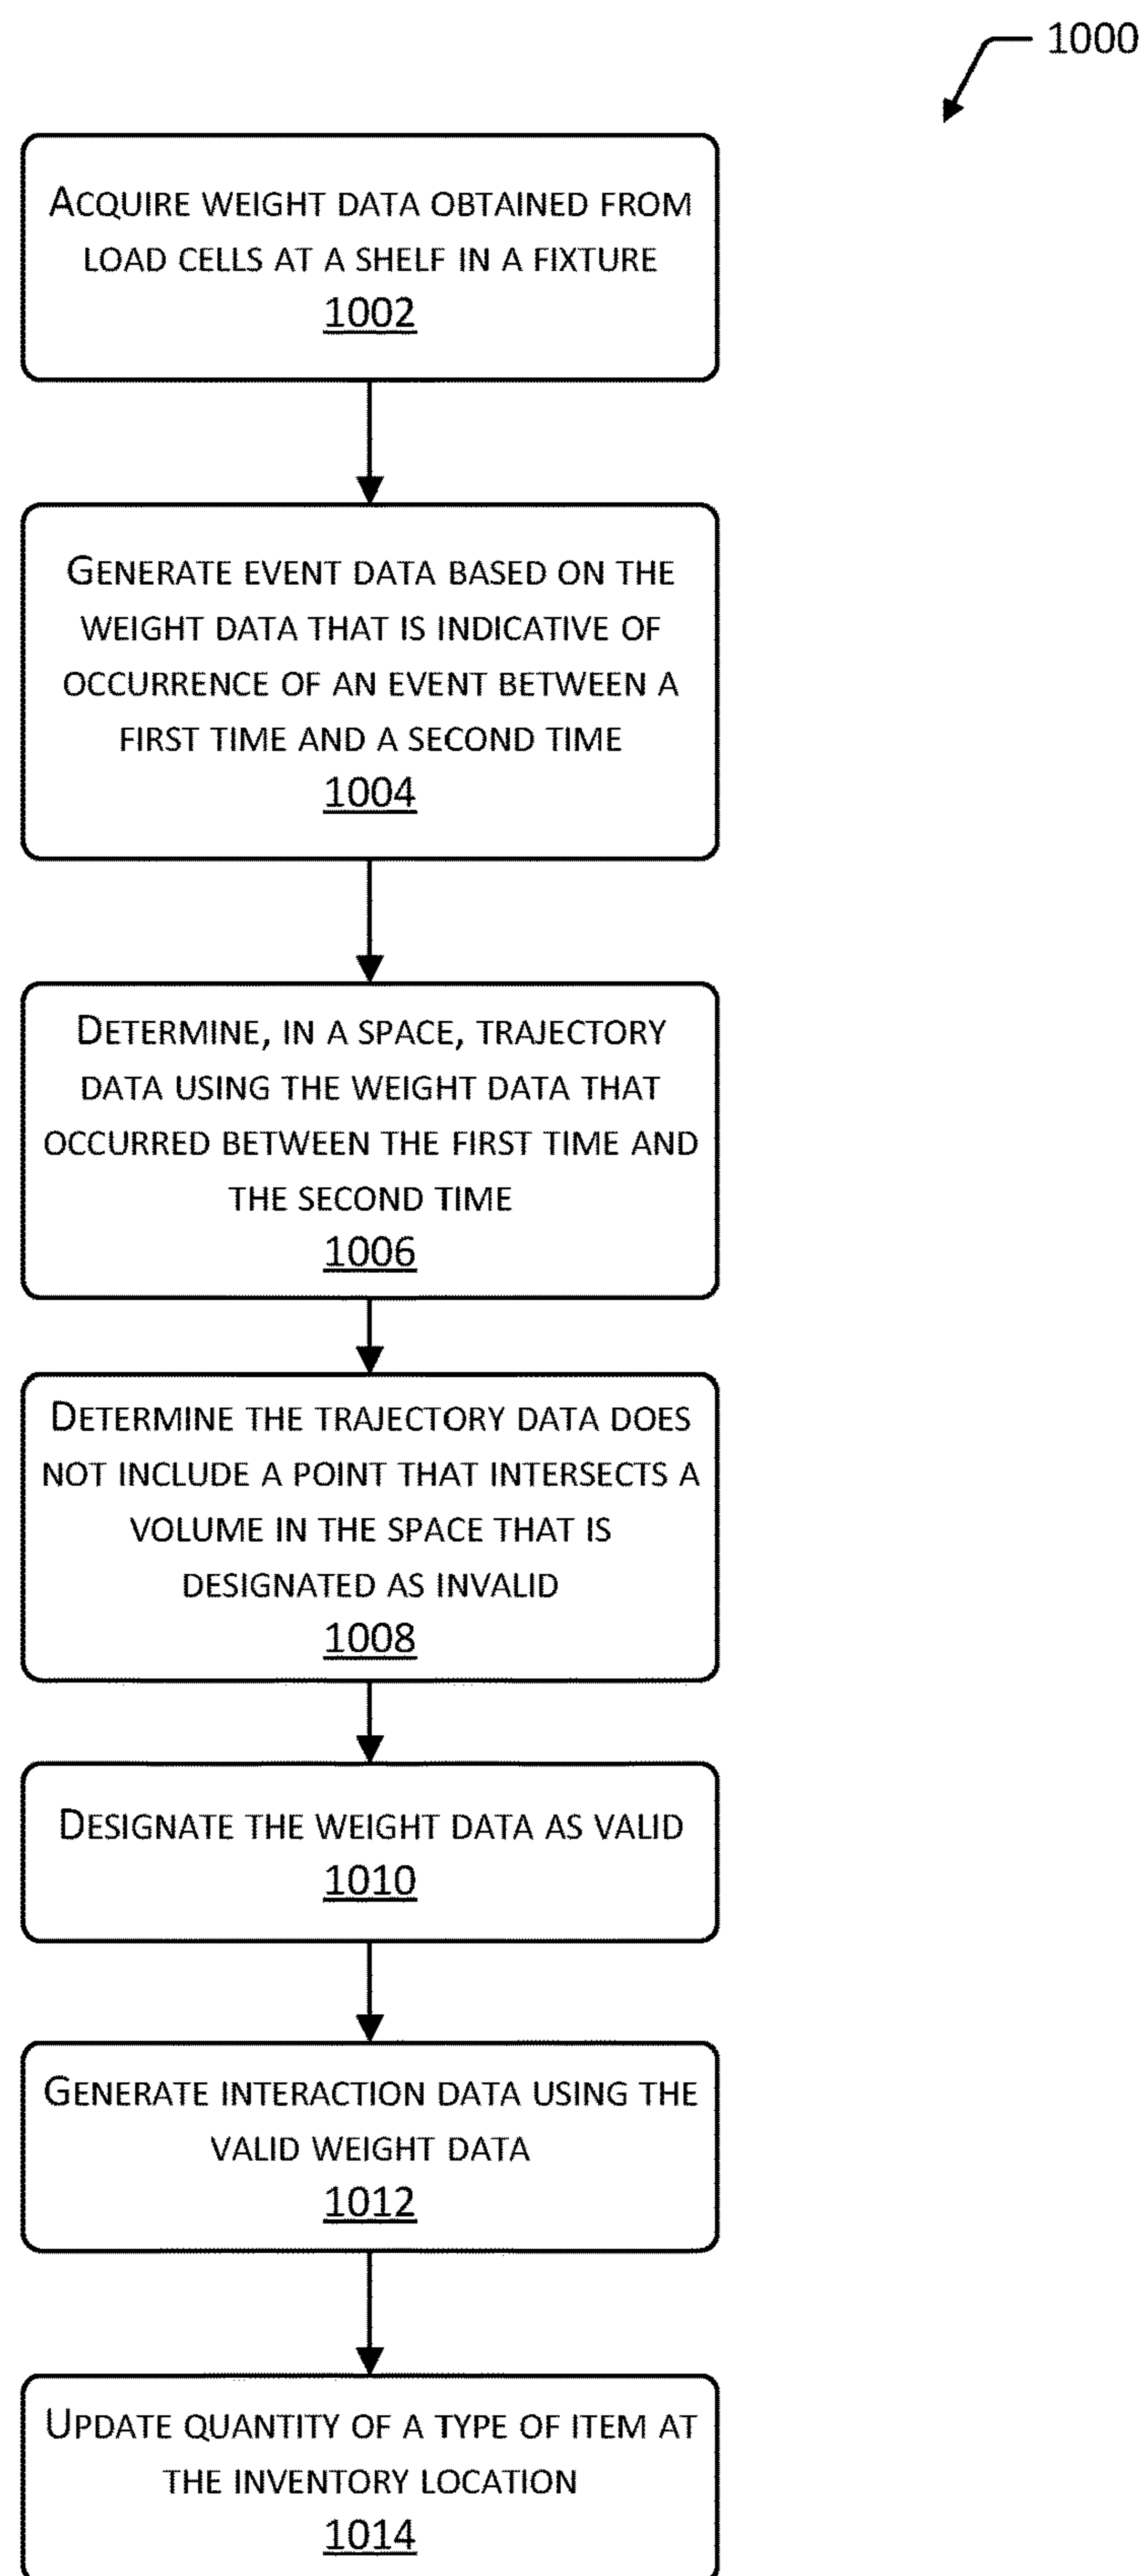 1000
ACQUIRE WEIGHT DATA OBTAINED FROM
LOAD CELLS AT A SHELF IN A FIXTURE
1002
GENERATE EVENT DATA BASED ON THE
WEIGHT DATA THAT IS INDICATIVE OF
OCCURRENCE OF AN EVENT BETWEEN A
FIRST TIME AND A SECOND TIME
1004
DETERMINE, IN A SPACE, TRAJECTORY
DATA USING THE WEIGHT DATA THAT
OCCURRED BETWEEN THE FIRST TIME AND
THE SECOND TIME
1006
DETERMINE THE TRAJECTORY DATA DOES
NOT INCLUDE A POINT THAT INTERSECTS A
VOLUME IN THE SPACE THAT IS
DESIGNATED AS INVALID
1008
DESIGNATE THE WEIGHT DATA AS VALID
1010
GENERATE INTERACTION DATA USING THE
VALID WEIGHT DATA
1012
UPDATE QUANTITY OF A TYPE OF ITEM AT
THE INVENTORY LOCATION
1014